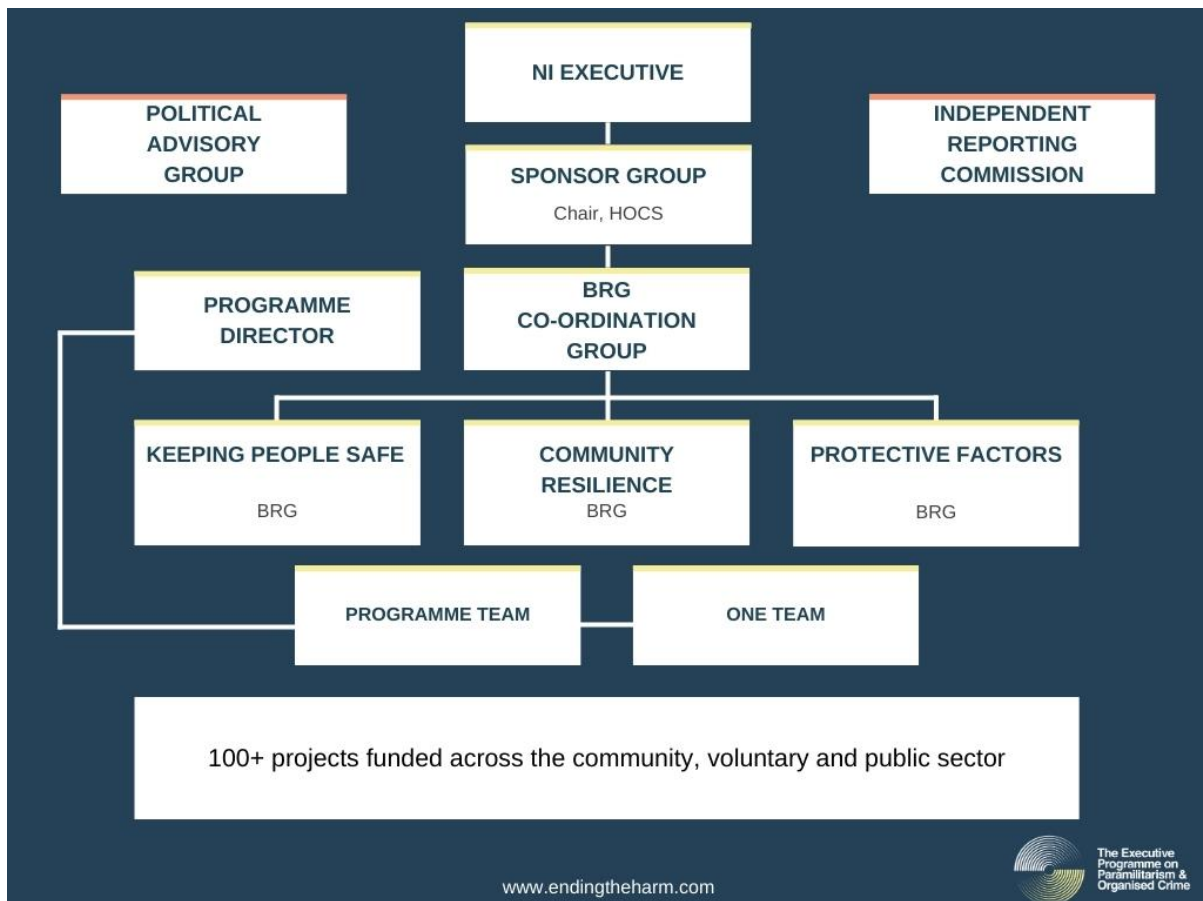 NI EXECUTIVE
POLITICAL
ADVISORY
GROUP
INDEPENDENT
REPORTING
COMMISSION
SPONSOR GROUP
Chair, HOCS
PROGRAMME
DIRECTOR
BRG
CO-ORDINATION
GROUP
KEEPING PEOPLE SAFE
BRG
COMMUNITY
RESILIENCE
BRG
PROTECTIVE FACTORS
BRG
PROGRAMME TEAM
ONE TEAM
100+ projects funded across the community, voluntary and public sector
www.endingtheharm.com
The Executive
Programme on
Paramilitarism &
Organised Crime